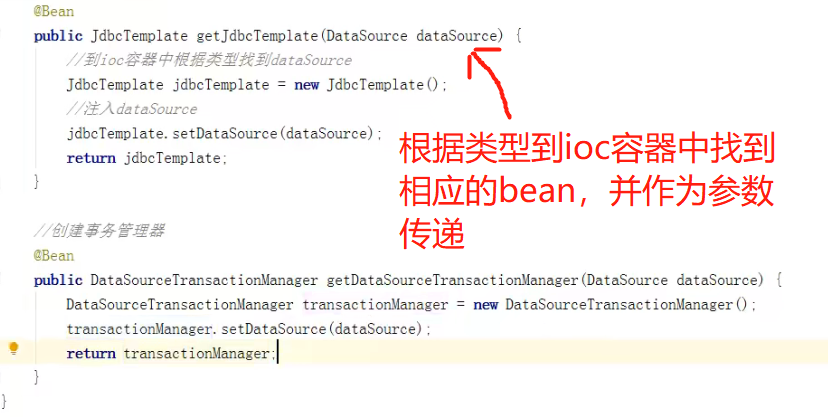 @Bean
public JdbcTemplate getJdbcTemplate(DataSource dataSource) {
//到ioc容器中根据类型找到dataSource
JdbcTemplate jdbcTemplate = new JdbcTemplate();
//注入dataSource
jdbcTemplate.setDataSource(dataSource);
return jdbcTemplate;
}
根据类型到ioc容器中找到
相应的bean，并作为参数
传递
//创建事务管理器
@Bean
public DataSourceTransactionManager getDataSourceTransactionManager(DataSource dataSource) {
DataSourceTransactionManager transactionManager = new DataSourceTransactionManager();
transactionManager.setDataSource(dataSource);
return transactionManager;
}
}